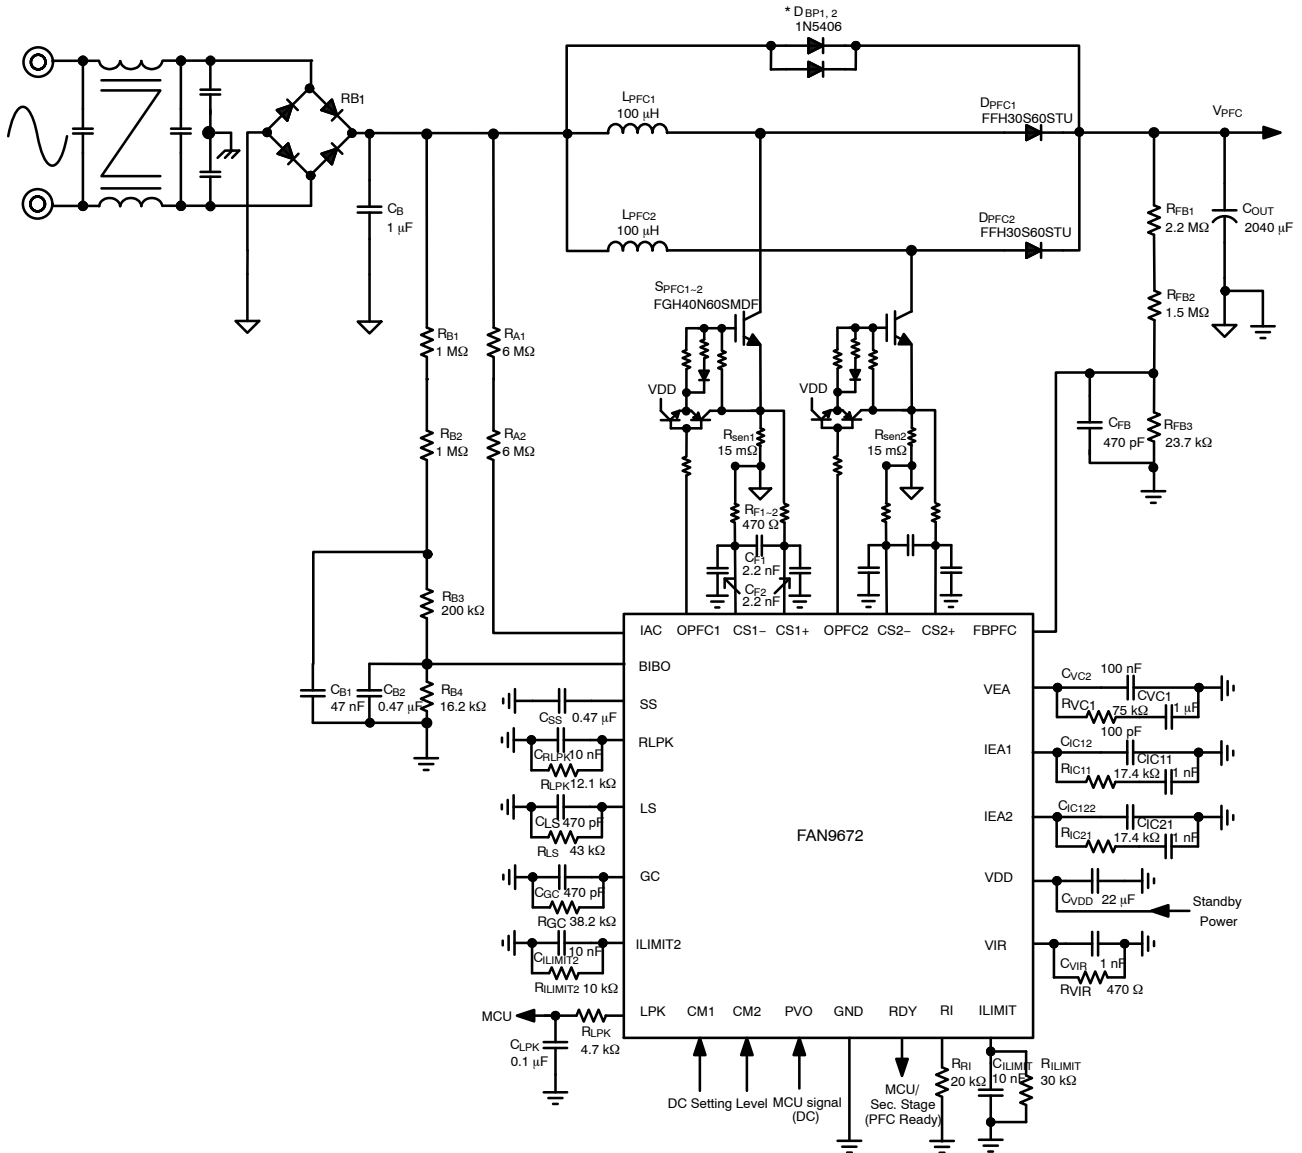 * DBP1, 2
1N5406
RB1
LPFC1
100 μH
DPFC1
FFH30S60STU
VPFC
CB
1 μF
LPFC2
100 μH
DPFC2
FFH30S60STU
RFB1
2.2 MΩ
COUT
2040 μF
SPFC1~2
FGH40N60SMDF
RFB2
1.5 MΩ
RB1
1 MΩ
RA1
6 MΩ
VDD
VDD
RB2
1 MΩ
RA2
6 MΩ
Rsen1
15 mΩ
Rsen2
15 mΩ
CFB
470 pF
RFB3
23.7 kΩ
RF1~2
470 Ω
CF1
2.2 nF
CF2
2.2 nF
RB3
200 kΩ
IAC OPFC1 CS1− CS1+ OPFC2 CS2− CS2+ FBPFC
BIBO
CB1
47 nF
CB2
0.47 μF
RB4
16.2 kΩ
SS
CSS 0.47 μF
RLPK
CRLPK 10 nF
RLPK 12.1 kΩ
LS
CLS 470 pF
RLS 43 kΩ
GC
CGC 470 pF
RGC 38.2 kΩ
ILIMIT2
10 nF
CILIMIT2
RILIMIT2 10 kΩ
FAN9672
VEA
CVC2 100 nF
RVC1 75 kΩ
CVC1 1 μF
IEA1
CIC12 100 pF
RIC11 17.4 kΩ
CIC11 1 nF
IEA2
CIC122
RIC21 17.4 kΩ
CIC21 1 nF
VDD
CVDD 22 μF
Standby
Power
VIR
CVIR 1 nF
RVIR 470 Ω
MCU
RLPK
4.7 kΩ
CLPK
0.1 μF
LPK CM1 CM2 PVO GND RDY RI ILIMIT
DC Setting Level
MCU signal
(DC)
MCU/
Sec. Stage
(PFC Ready)
RRI
20 kΩ
CILIMIT
10 nF
RILIMIT
30 kΩ